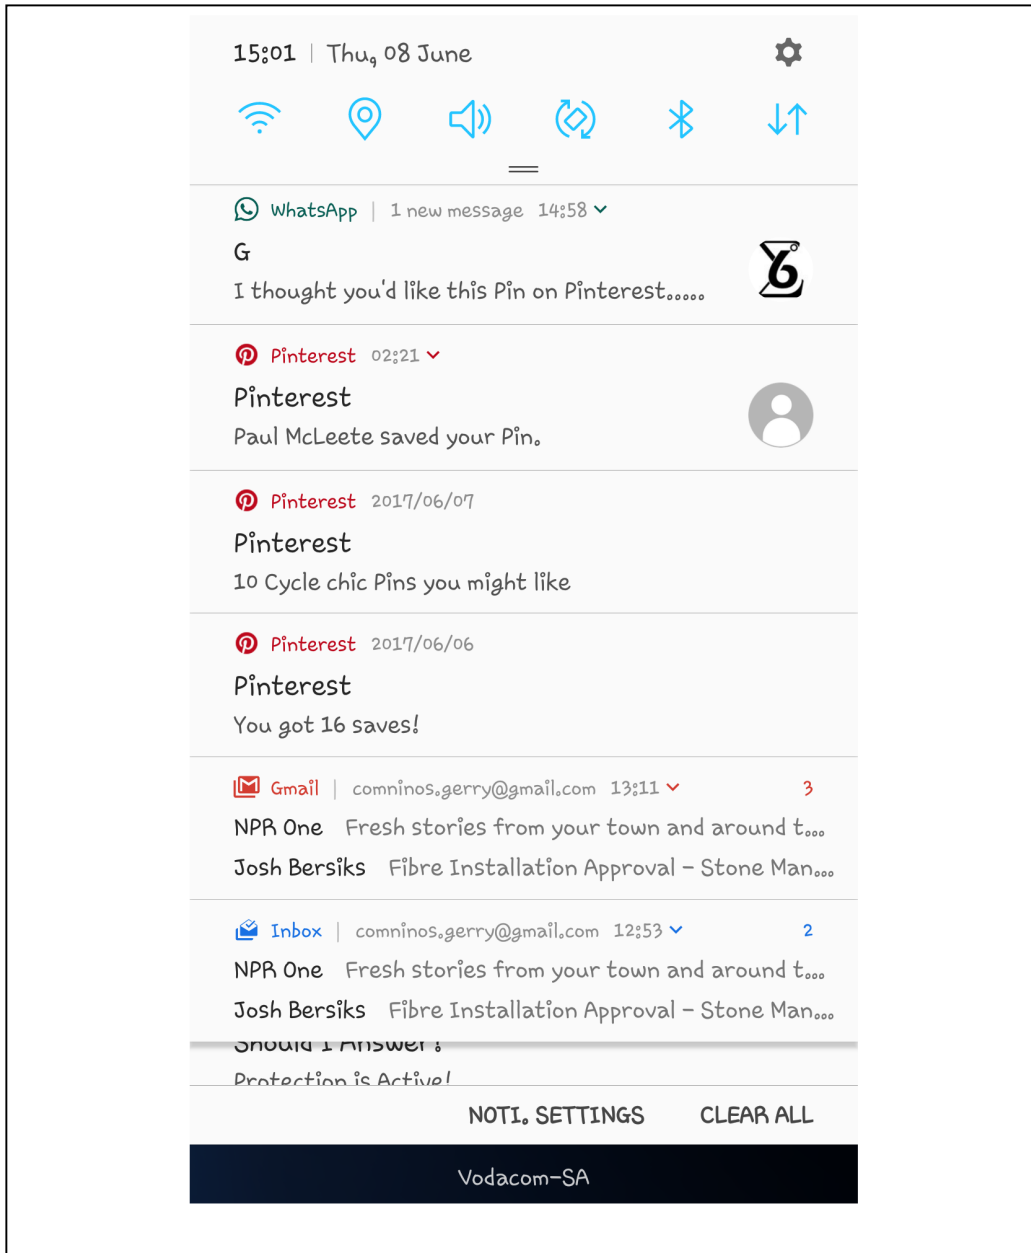 15:01 | Thu, 08 June
WhatsApp | 1 new message 14:58
G
I thought you'd like this Pin on Pinterest.....
Pinterest 02:21
Pinterest
Paul McLeete saved your Pin.
Pinterest 2017/06/07
Pinterest
10 Cycle chic Pins you might like
Pinterest 2017/06/06
Pinterest
You got 16 saves!
Gmail | comninos.gerry@gmail.com 13:11 3
NPR One Fresh stories from your town and around t...
Josh Bersiks Fibre Installation Approval – Stone Man...
Inbox | comninos.gerry@gmail.com 12:53 2
NPR One Fresh stories from your town and around t...
Josh Bersiks Fibre Installation Approval – Stone Man...
Should I Answer?
Protection is Active!
NOTI. SETTINGS CLEAR ALL
Vodacom-SA